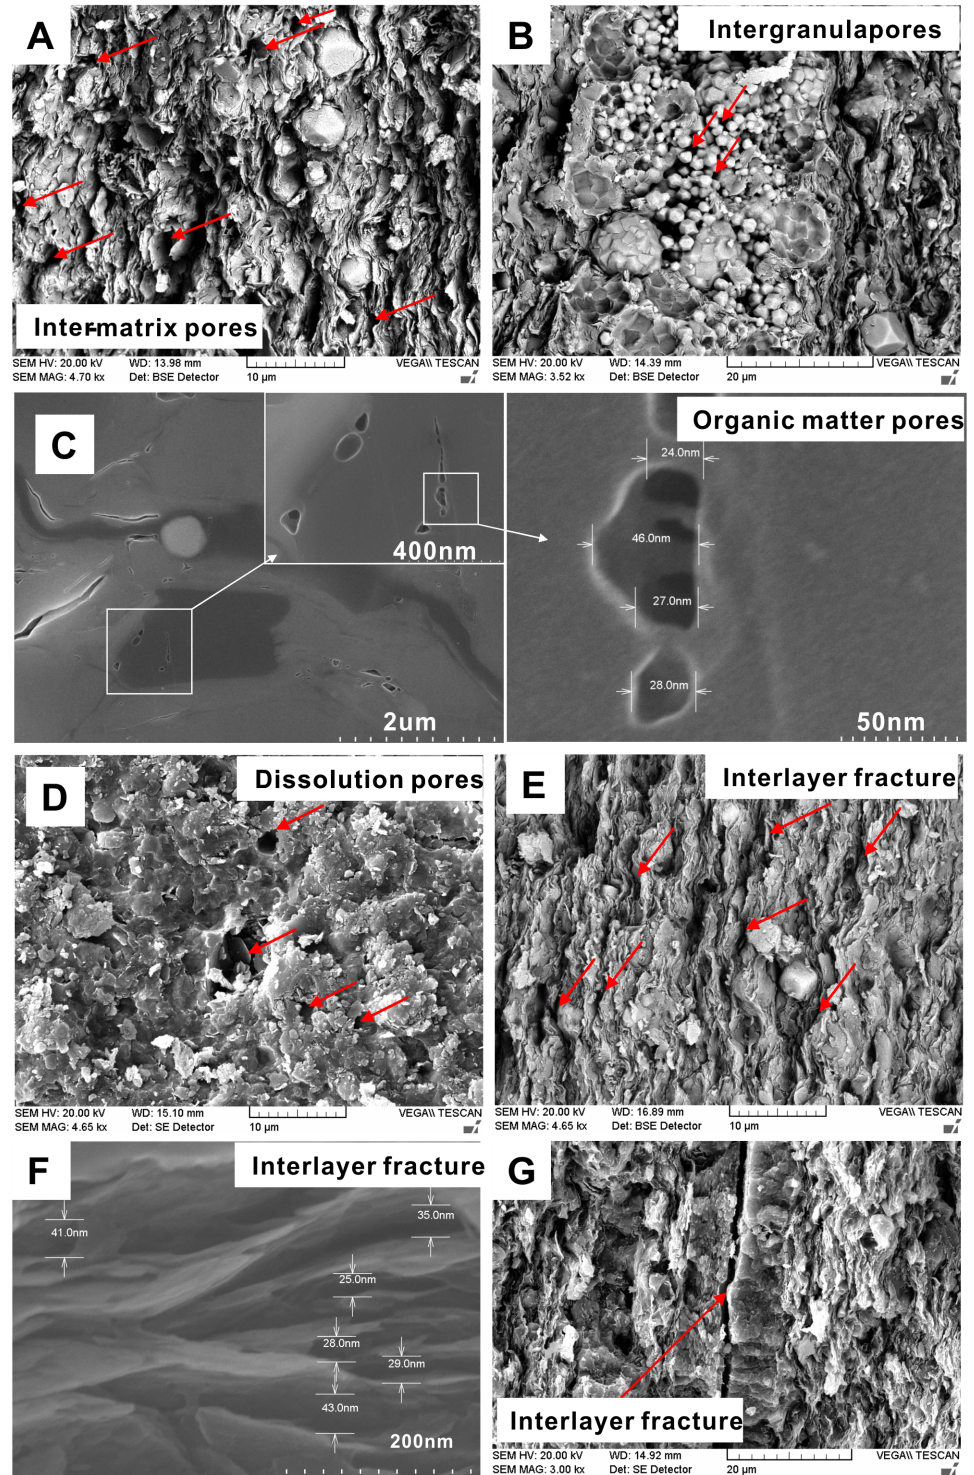 A
Inter-matrix pores
SEM HV: 20.00 kV WD: 13.98 mm VEGA\\ TESCAN
SEM MAG: 4.70 kx Det: BSE Detector 10 µm
B
Intergranulapores
SEM HV: 20.00 kV WD: 14.39 mm VEGA\\ TESCAN
SEM MAG: 3.52 kx Det: BSE Detector 20 µm
C
400nm
2um
Organic matter pores
24.0nm
46.0nm
27.0nm
28.0nm
50nm
D
Dissolution pores
SEM HV: 20.00 kV WD: 15.10 mm VEGA\\ TESCAN
SEM MAG: 4.65 kx Det: SE Detector 10 µm
E
Interlayer fracture
SEM HV: 20.00 kV WD: 16.89 mm VEGA\\ TESCAN
SEM MAG: 4.65 kx Det: BSE Detector 10 µm
F
Interlayer fracture
41.0nm
35.0nm
25.0nm
28.0nm
29.0nm
43.0nm
200nm
G
Interlayer fracture
SEM HV: 20.00 kV WD: 14.92 mm VEGA\\ TESCAN
SEM MAG: 3.00 kx Det: SE Detector 20 µm